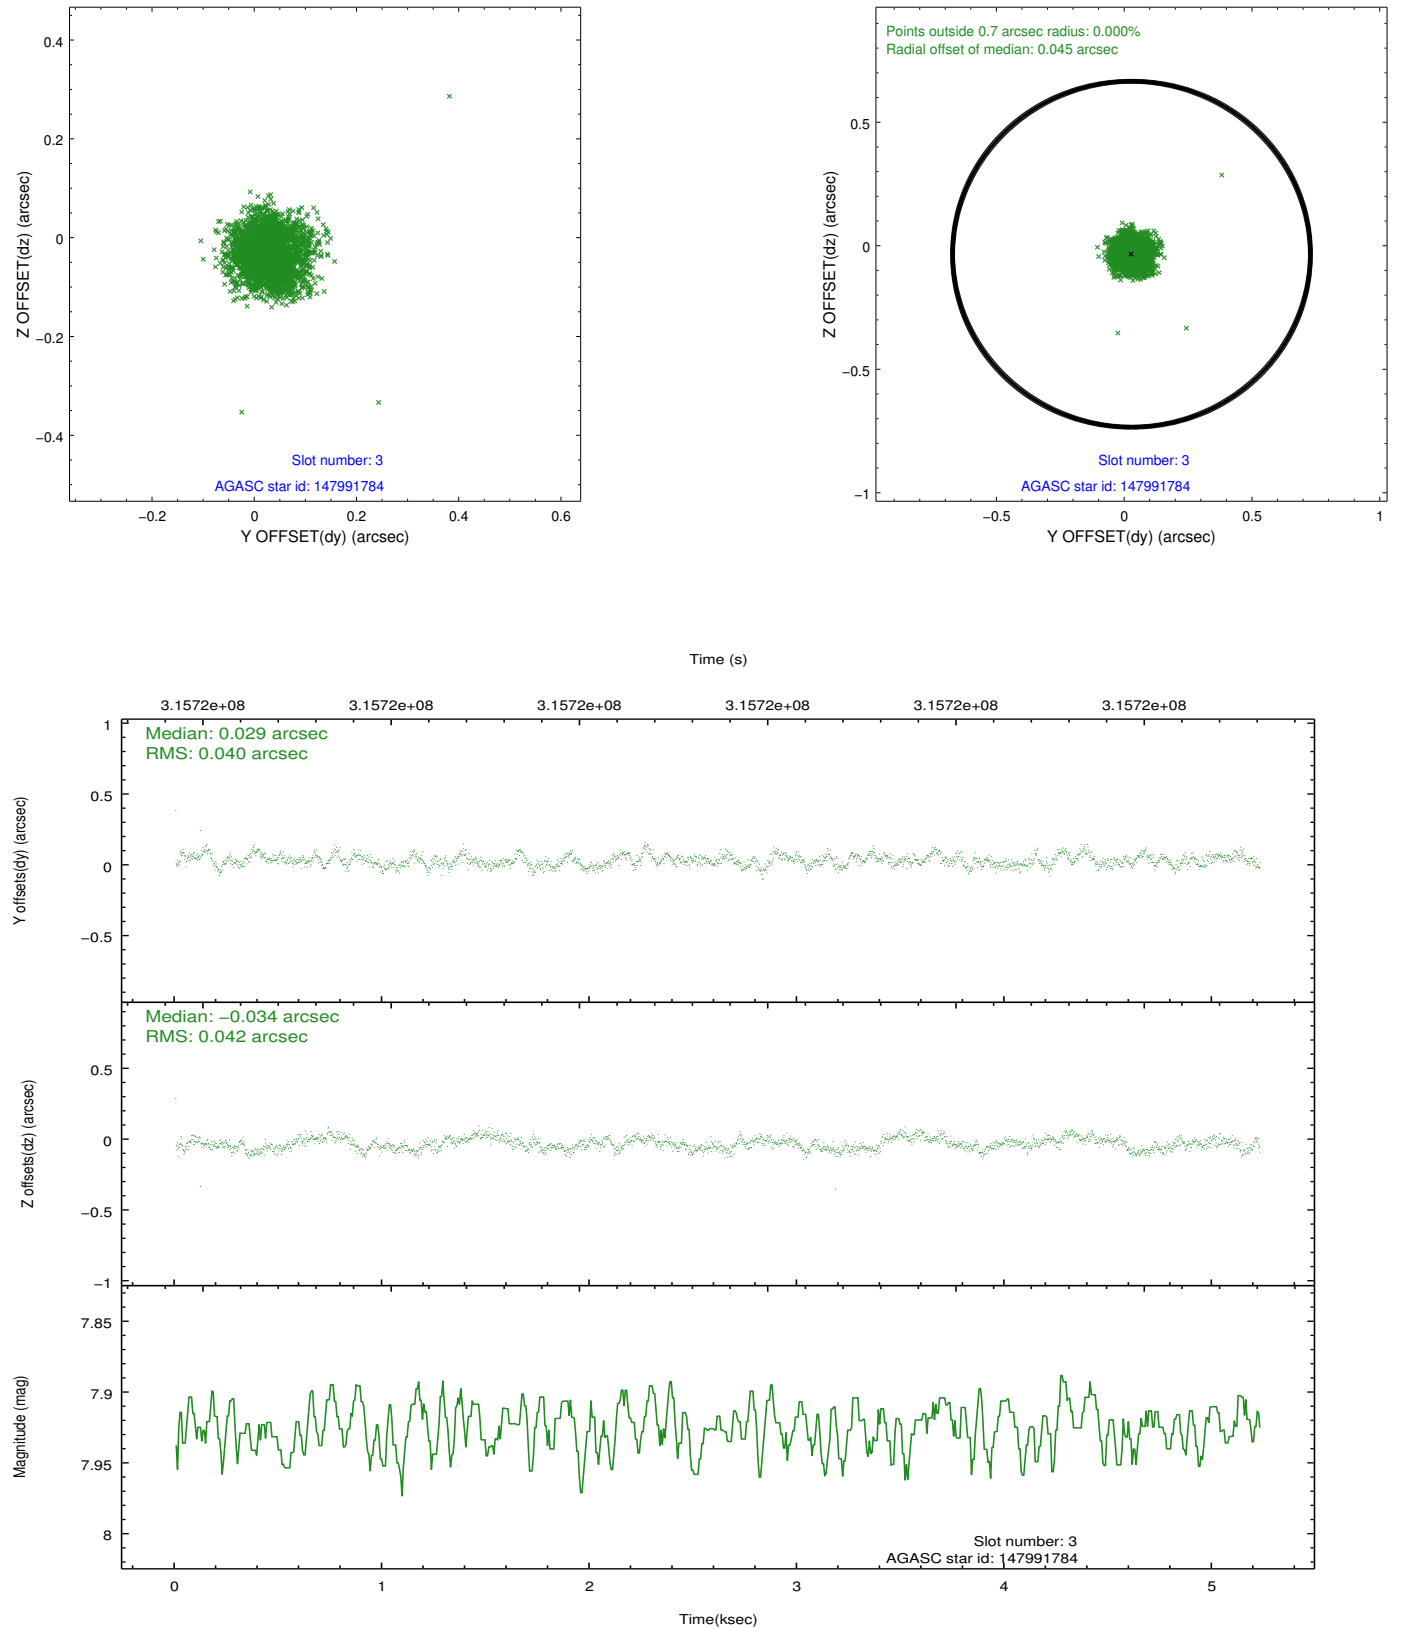 0.4
0.2
0
−0.2
−0.4
Z OFFSET(dz) (arcsec)
Slot number: 3
AGASC star id: 147991784
−0.2 0 0.2 0.4 0.6
Y OFFSET(dy) (arcsec)
Points outside 0.7 arcsec radius: 0.000%
Radial offset of median: 0.045 arcsec
0.5
0
−0.5
−1
Z OFFSET(dz) (arcsec)
Slot number: 3
AGASC star id: 147991784
−0.5 0 0.5 1
Y OFFSET(dy) (arcsec)
Time (s)
3.1572e+08 3.1572e+08 3.1572e+08 3.1572e+08 3.1572e+08 3.1572e+08
Median: 0.029 arcsec
RMS: 0.040 arcsec
1
0.5
0
−0.5
Y offsets(dy) (arcsec)
Median: −0.034 arcsec
RMS: 0.042 arcsec
0.5
0
−0.5
−1
Z offsets(dz) (arcsec)
7.85
7.9
7.95
8
Magnitude (mag)
Slot number: 3
AGASC star id: 147991784
0 1 2 3 4 5
Time(ksec)